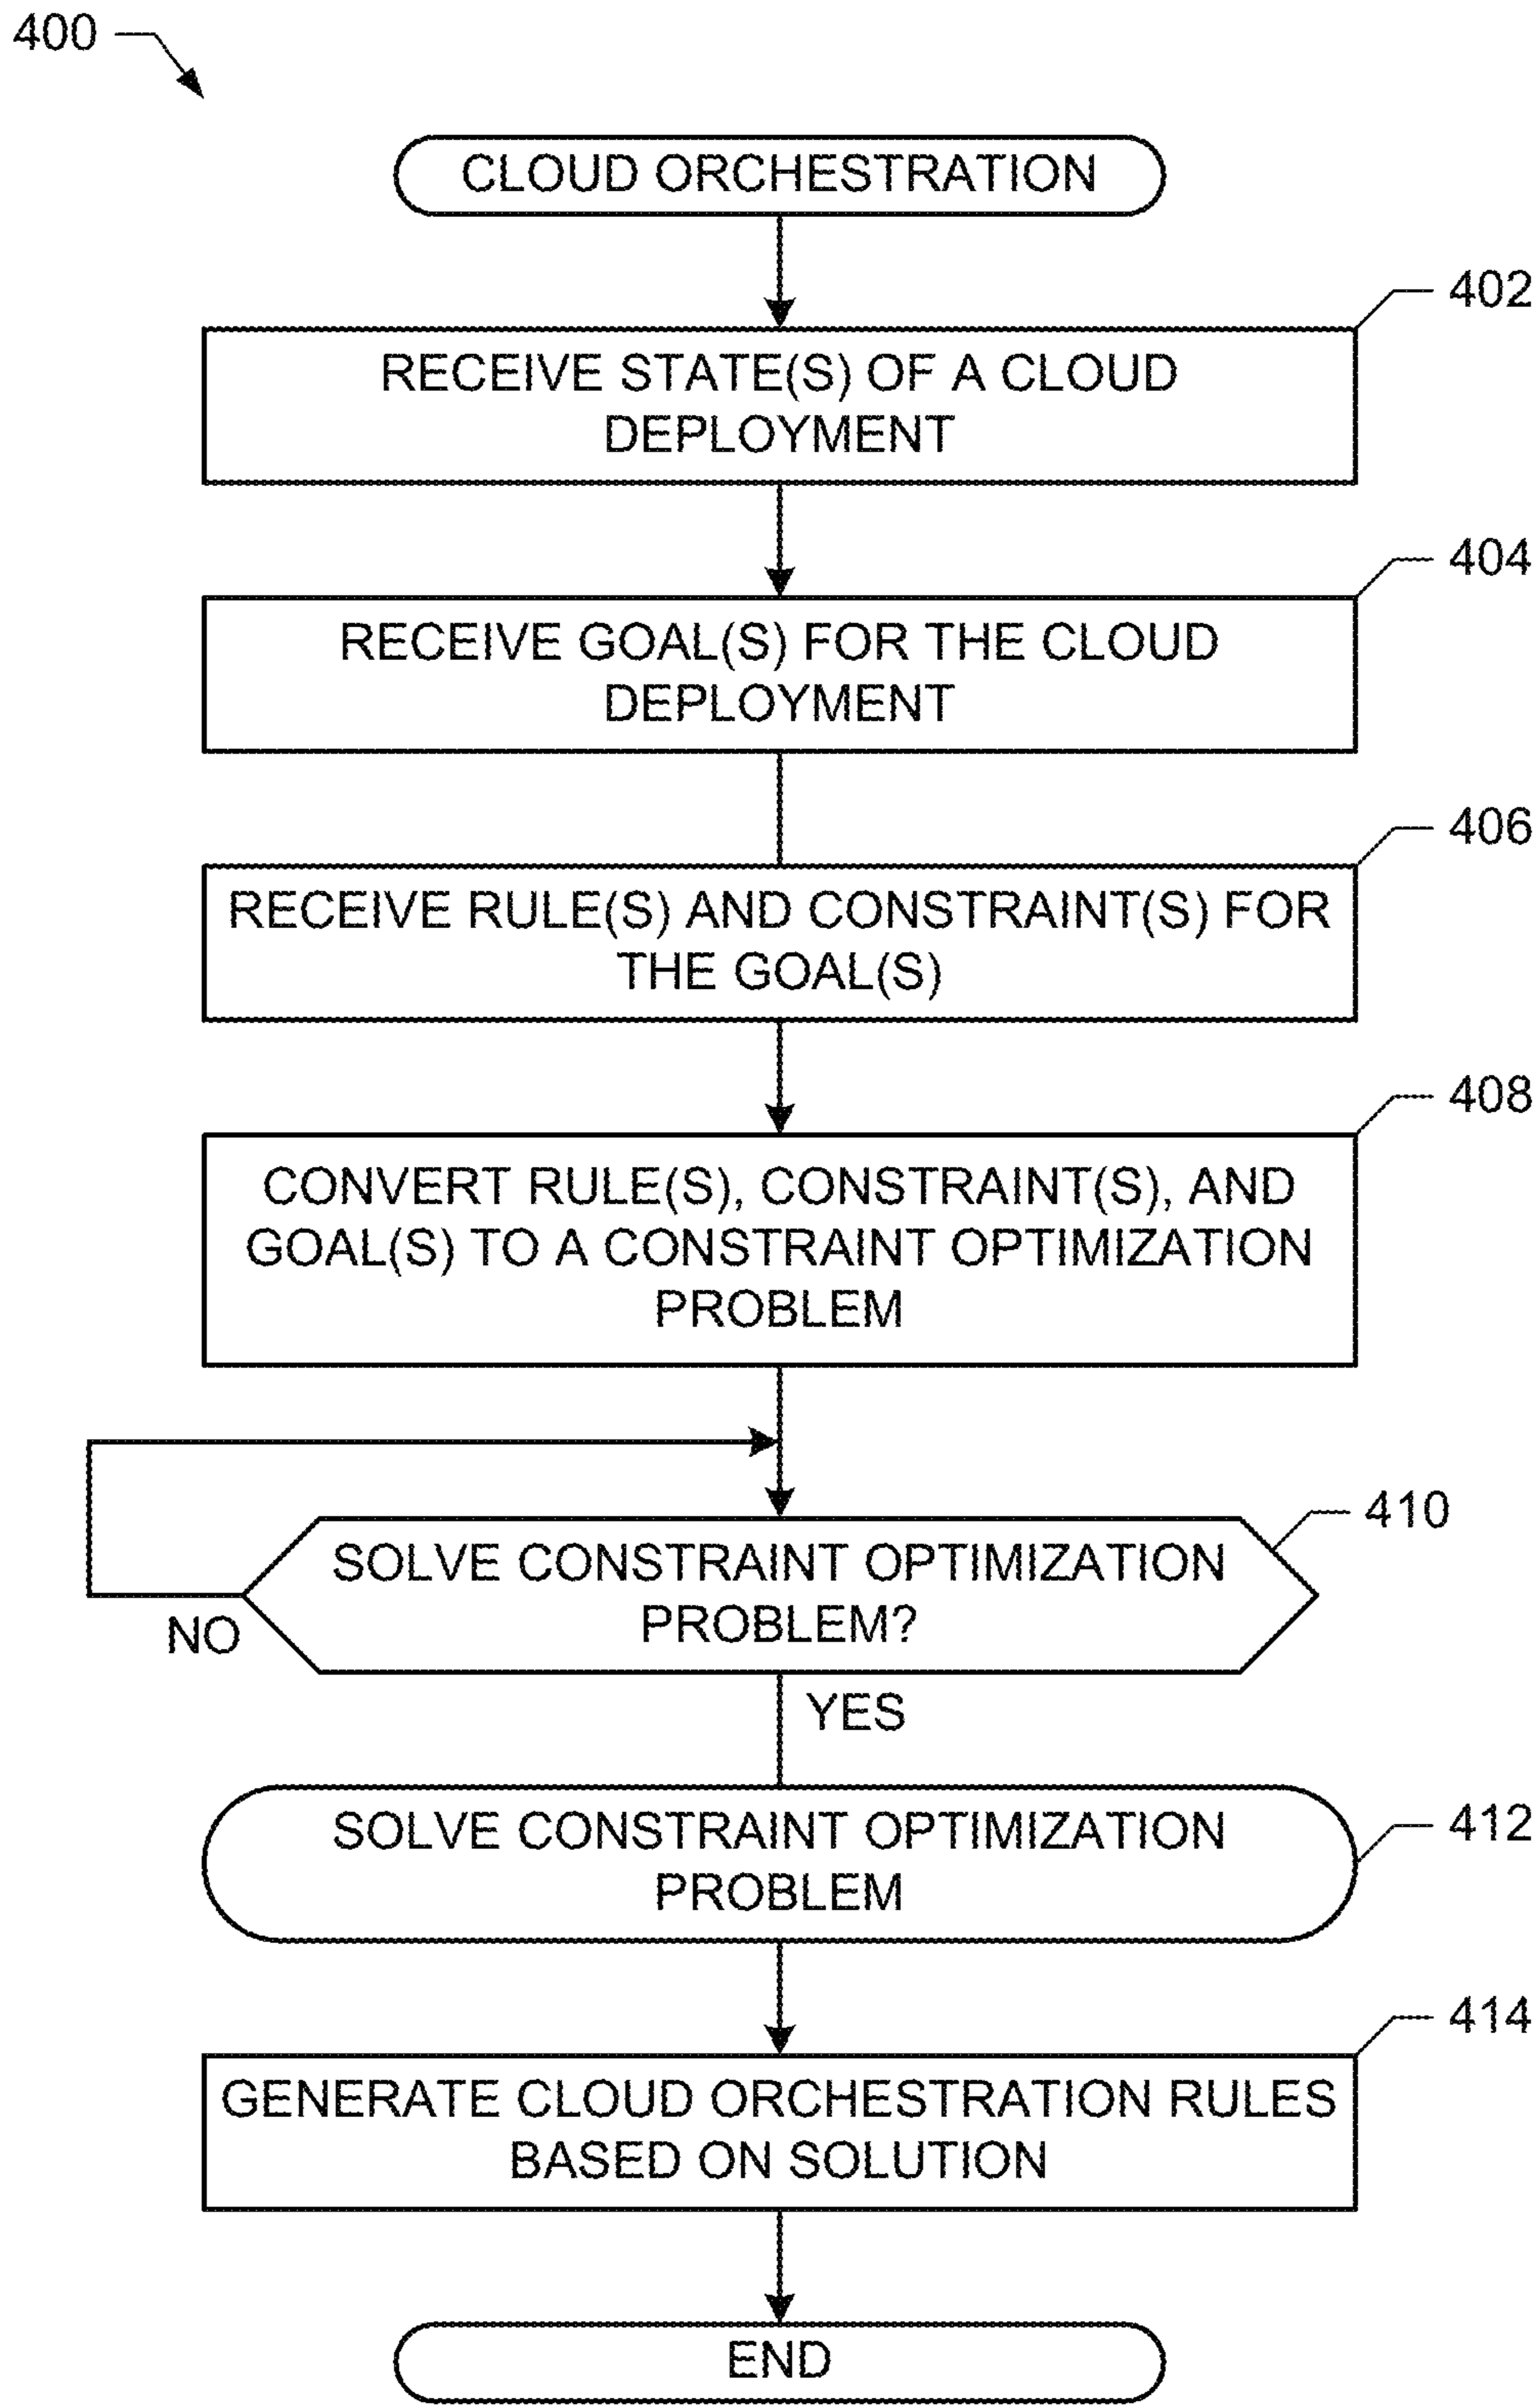 400
CLOUD ORCHESTRATION
402
RECEIVE STATE(S) OF A CLOUD
DEPLOYMENT
404
RECEIVE GOAL(S) FOR THE CLOUD
DEPLOYMENT
406
RECEIVE RULE(S) AND CONSTRAINT(S) FOR
THE GOAL(S)
408
CONVERT RULE(S), CONSTRAINT(S), AND
GOAL(S) TO A CONSTRAINT OPTIMIZATION
PROBLEM
410
SOLVE CONSTRAINT OPTIMIZATION
PROBLEM?
NO
YES
412
SOLVE CONSTRAINT OPTIMIZATION
PROBLEM
414
GENERATE CLOUD ORCHESTRATION RULES
BASED ON SOLUTION
END